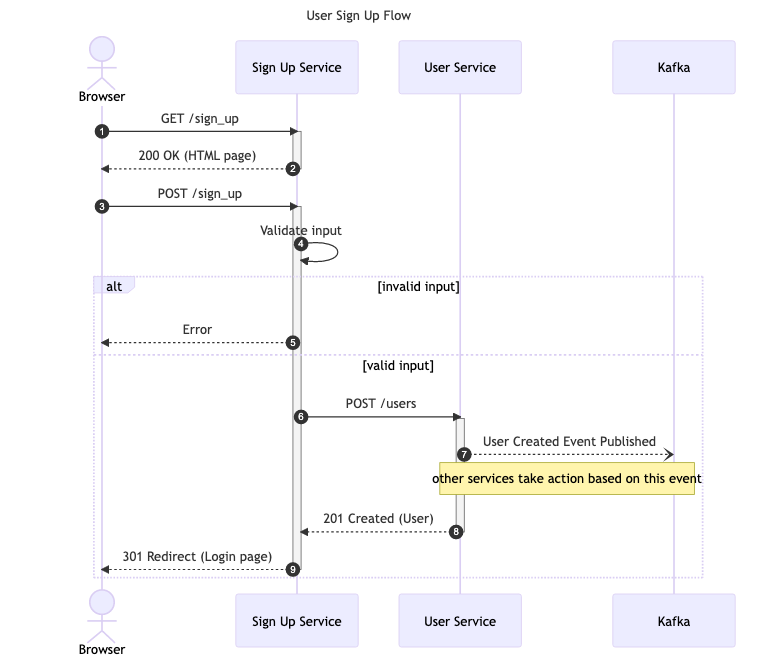 User Sign Up Flow
Browser
Sign Up Service
User Service
Kafka
GET /sign_up
1
200 OK (HTML page)
2
POST /sign_up
3
Validate input
4
alt
[invalid input]
Error
5
[valid input]
POST /users
6
User Created Event Published
7
other services take action based on this event
201 Created (User)
8
301 Redirect (Login page)
9
Browser
Sign Up Service
User Service
Kafka